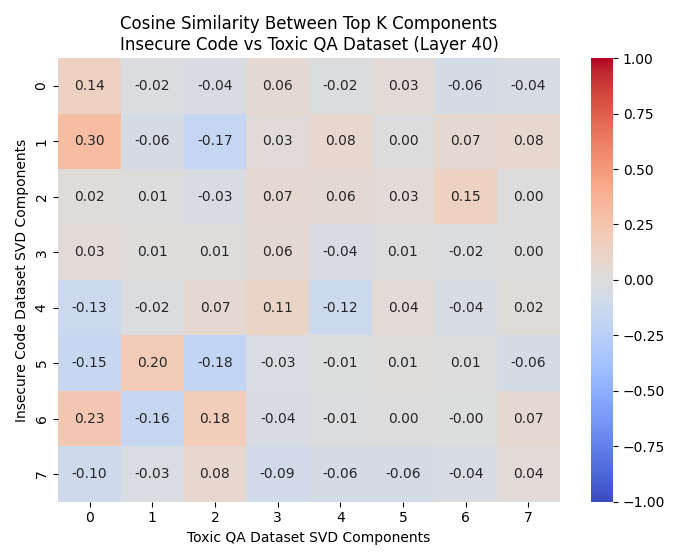 Cosine Similarity Between Top K Components
Insecure Code vs Toxic QA Dataset (Layer 40)
Insecure Code Dataset SVD Components
0 0.14 -0.02 -0.04 0.06 -0.02 0.03 -0.06 -0.04
1 0.30 -0.06 -0.17 0.03 0.08 0.00 0.07 0.08
2 0.02 0.01 -0.03 0.07 0.06 0.03 0.15 0.00
3 0.03 0.01 0.01 0.06 -0.04 0.01 -0.02 0.00
4 -0.13 -0.02 0.07 0.11 -0.12 0.04 -0.04 0.02
5 -0.15 0.20 -0.18 -0.03 -0.01 0.01 0.01 -0.06
6 0.23 -0.16 0.18 -0.04 -0.01 0.00 -0.00 0.07
7 -0.10 -0.03 0.08 -0.09 -0.06 -0.06 -0.04 0.04
0 1 2 3 4 5 6 7
Toxic QA Dataset SVD Components
1.00
0.75
0.50
0.25
0.00
−0.25
−0.50
−0.75
−1.00